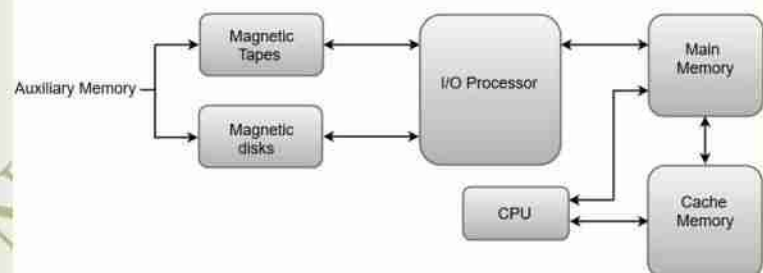 Magnetic
Tapes
I/O Processor
Main
Memory
Auxiliary Memory
Magnetic
disks
CPU
Cache
Memory